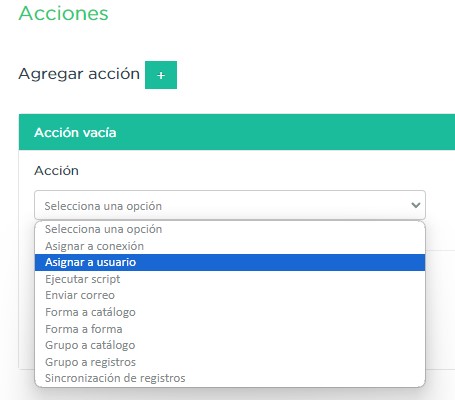 Acciones
Agregar acción +
Acción vacía
Acción
Selecciona una opción
Selecciona una opción
Asignar a conexión
Asignar a usuario
Ejecutar script
Enviar correo
Forma a catálogo
Forma a forma
Grupo a catálogo
Grupo a registros
Sincronización de registros